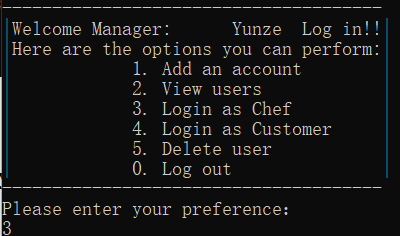 Welcome Manager: Yunze Log in!!
Here are the options you can perform:
1. Add an account
2. View users
3. Login as Chef
4. Login as Customer
5. Delete user
0. Log out
Please enter your preference:
3